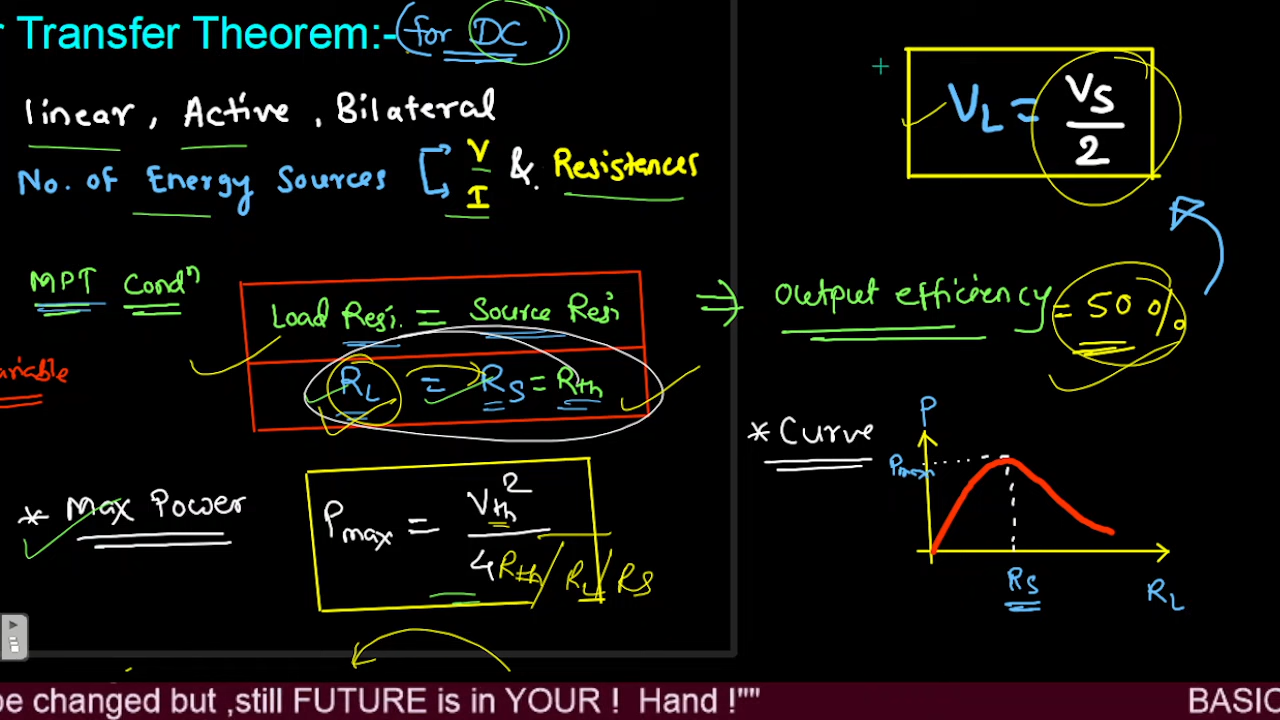 r Transfer Theorem:- (for DC)
linear, Active, Bilateral
No. of Energy Sources V I & Resistences
MPT Condⁿ
Load Resi. = Source Resi
RL = RS = Rth
ariable
⇒ Output efficiency = 50%
VL = VS/2
* Max Power
Pmax = Vth²/4Rth/RL/RS
* Curve
P
Pmax
RS
RL
be changed but ,still FUTURE is in YOUR ! Hand !"" BASIC